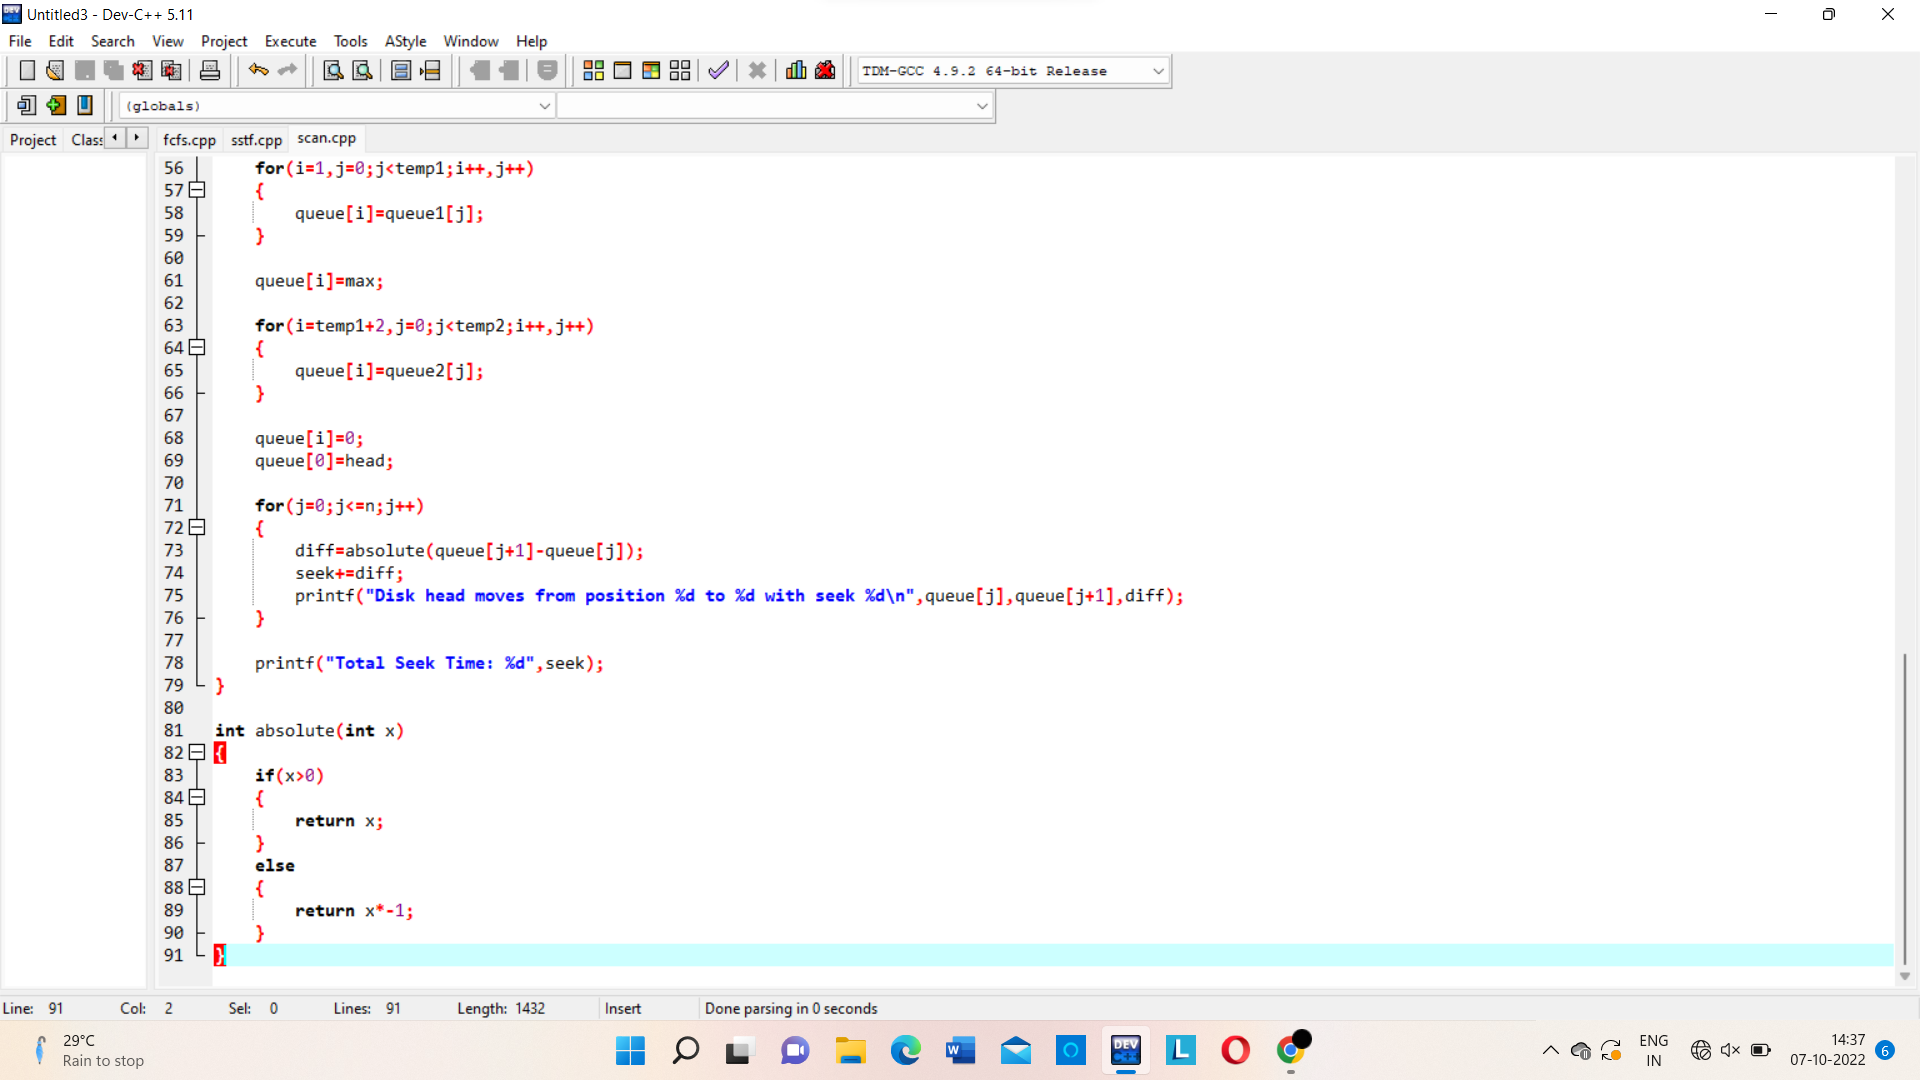 Untitled3 - Dev-C++ 5.11
File Edit Search View Project Execute Tools AStyle Window Help
TDM-GCC 4.9.2 64-bit Release
(globals)
Project Class fcfs.cpp sstf.cpp scan.cpp
56 for(i=1,j=0;j<temp1;i++,j++)
57 {
58 queue[i]=queue1[j];
59 }
60
61 queue[i]=max;
62
63 for(i=temp1+2,j=0;j<temp2;i++,j++)
64 {
65 queue[i]=queue2[j];
66 }
67
68 queue[i]=0;
69 queue[0]=head;
70
71 for(j=0;j<=n;j++)
72 {
73 diff=absolute(queue[j+1]-queue[j]);
74 seek+=diff;
75 printf("Disk head moves from position %d to %d with seek %d\n",queue[j],queue[j+1],diff);
76 }
77
78 printf("Total Seek Time: %d",seek);
79 }
80
81 int absolute(int x)
82 {
83 if(x>0)
84 {
85 return x;
86 }
87 else
88 {
89 return x*-1;
90 }
91 }
Line: 91 Col: 2 Sel: 0 Lines: 91 Length: 1432 Insert Done parsing in 0 seconds
29°C
Rain to stop
DEV
C++
W
L
ENG
IN
14:37
07-10-2022
6